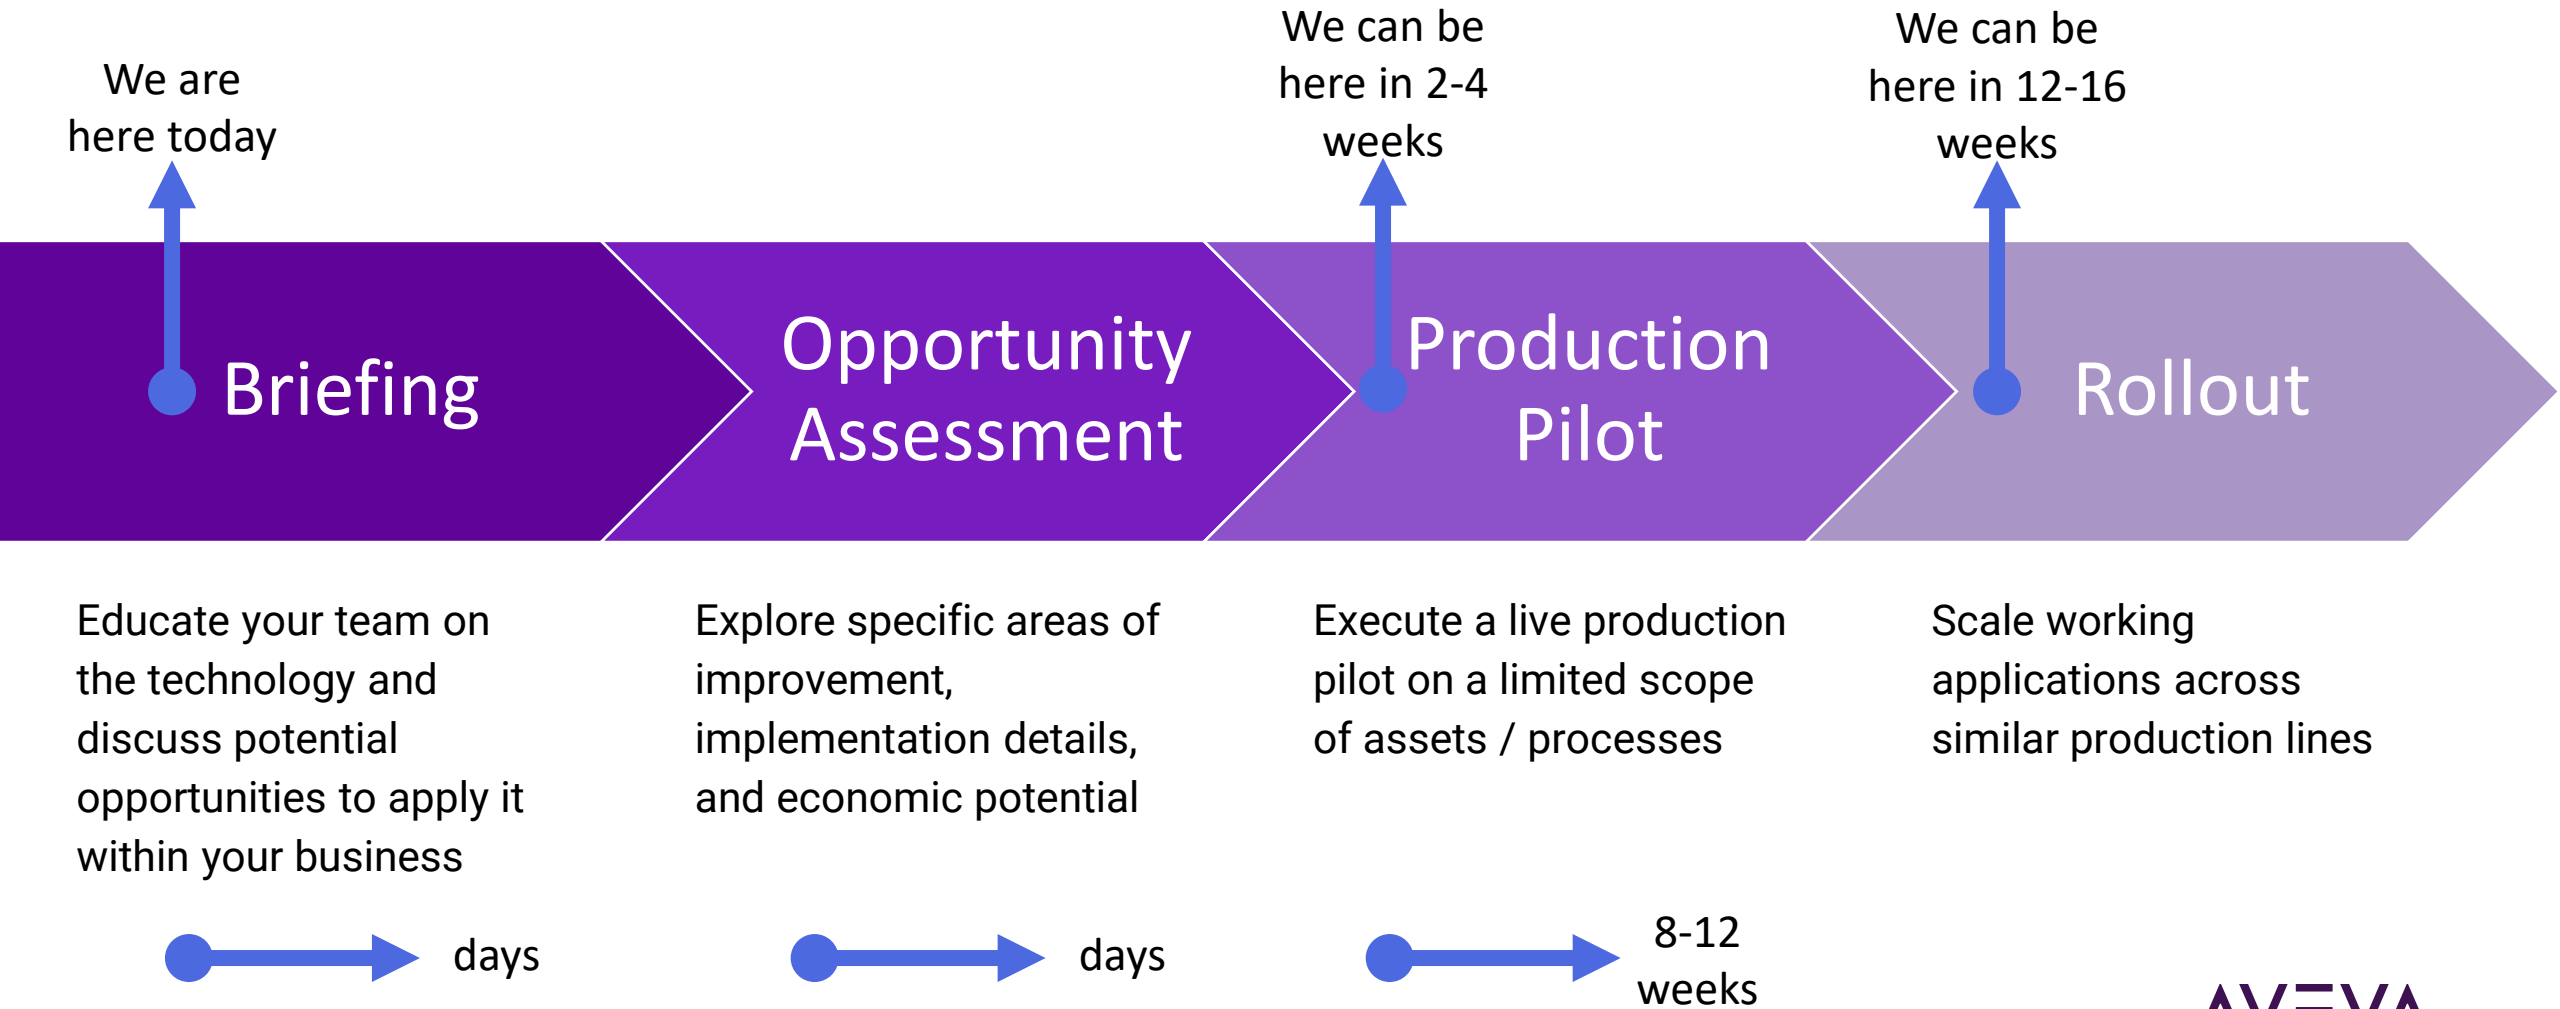 We are
here today
We can be
here in 2-4
weeks
We can be
here in 12-16
weeks
Briefing
Opportunity
Assessment
Production
Pilot
Rollout
Educate your team on
the technology and
discuss potential
opportunities to apply it
within your business
Explore specific areas of
improvement,
implementation details,
and economic potential
Execute a live production
pilot on a limited scope
of assets / processes
Scale working
applications across
similar production lines
days
days
8-12
weeks
AVEVA